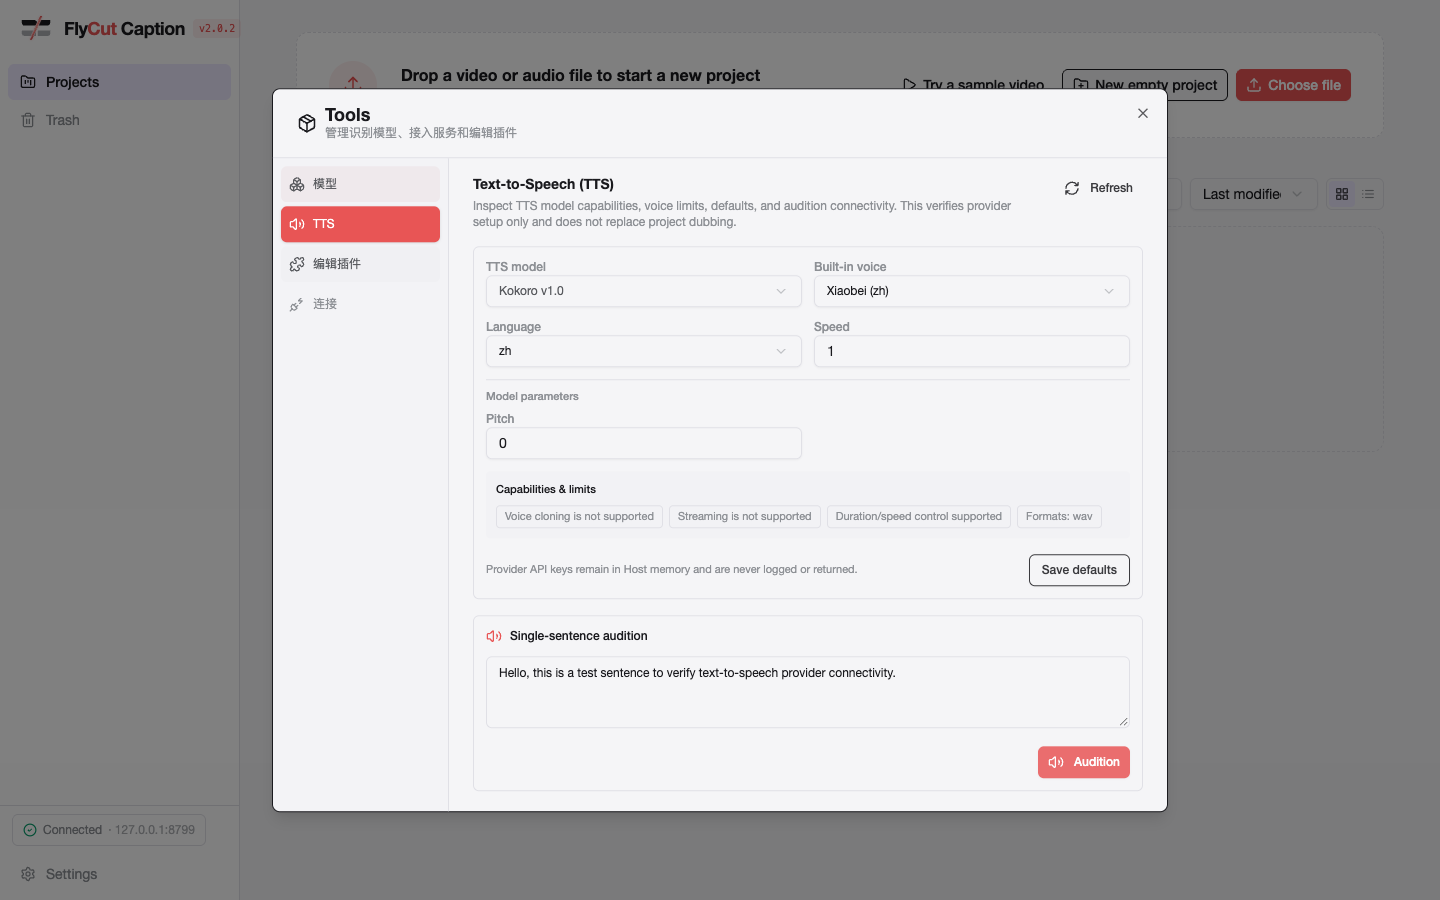 FlyCut Caption v2.0.2
Projects
Trash
Drop a video or audio file to start a new project
Try a sample video
New empty project
Choose file
Last modifie
Tools
管理识别模型、接入服务和编辑插件
模型
TTS
编辑插件
连接
Text-to-Speech (TTS)
Refresh
Inspect TTS model capabilities, voice limits, defaults, and audition connectivity. This verifies provider
setup only and does not replace project dubbing.
TTS model
Built-in voice
Kokoro v1.0
Xiaobei (zh)
Language
Speed
zh
1
Model parameters
Pitch
0
Capabilities & limits
Voice cloning is not supported
Streaming is not supported
Duration/speed control supported
Formats: wav
Provider API keys remain in Host memory and are never logged or returned.
Save defaults
Single-sentence audition
Hello, this is a test sentence to verify text-to-speech provider connectivity.
Audition
Connected · 127.0.0.1:8799
Settings